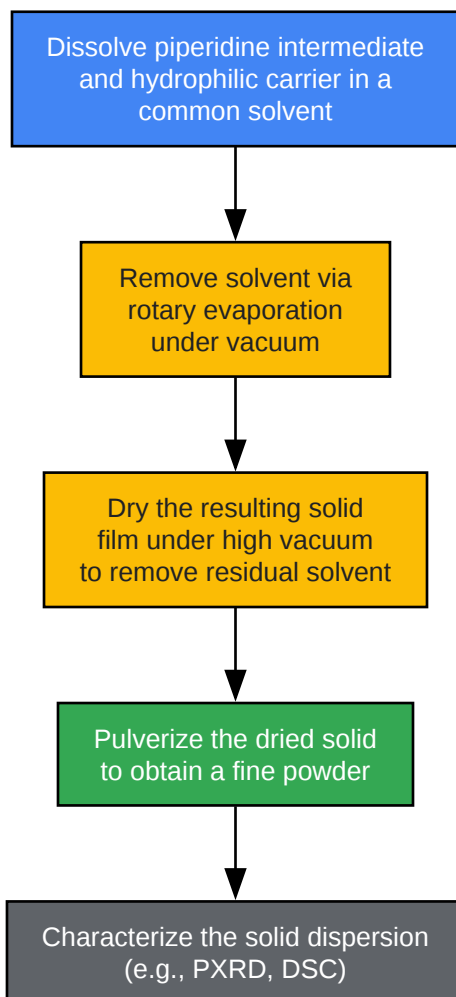 Dissolve piperidine intermediate
and hydrophilic carrier in a
common solvent
Remove solvent via
rotary evaporation
under vacuum
Dry the resulting solid
film under high vacuum
to remove residual solvent
Pulverize the dried solid
to obtain a fine powder
Characterize the solid dispersion
(e.g., PXRD, DSC)